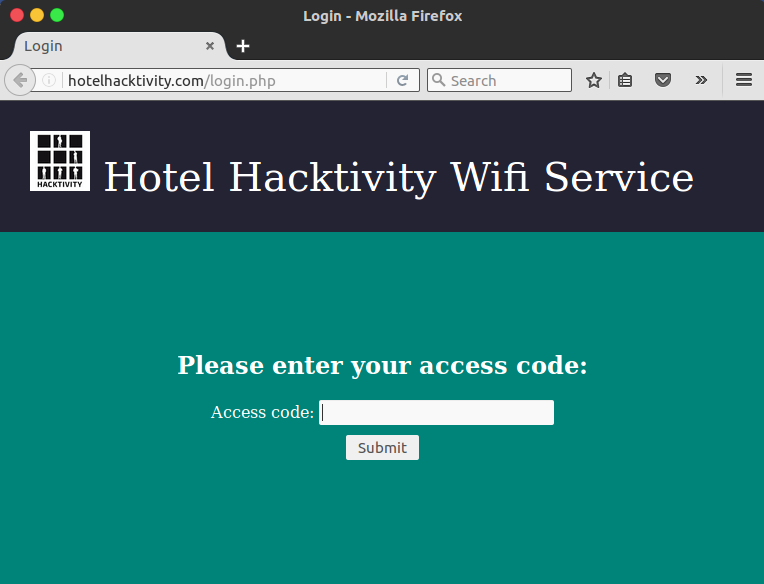 Login - Mozilla Firefox
Login
hotelhacktivity.com/login.php
Search
HACKTIVITY
Hotel Hacktivity Wifi Service
Please enter your access code:
Access code:
Submit